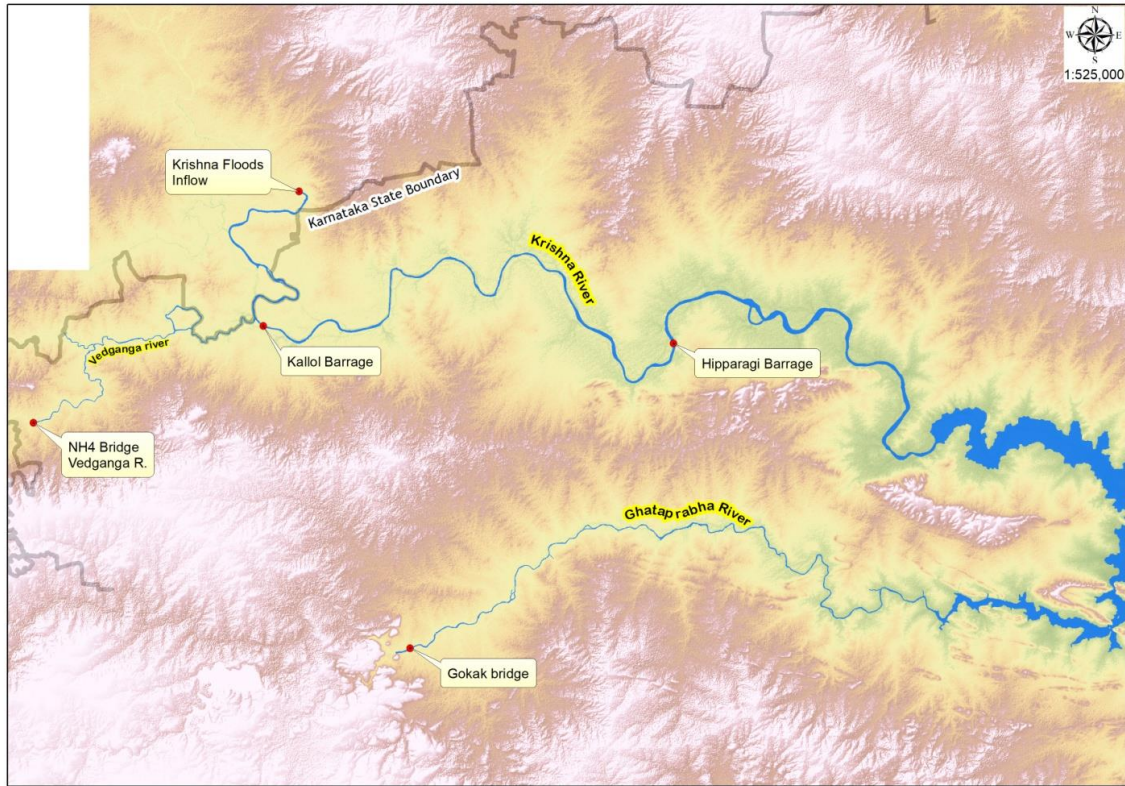 N
W E
S
1:525,000
Krishna Floods
Inflow
Karnataka State Boundary
Krishna River
Vedganga river
Kallol Barrage
Hipparagi Barrage
NH4 Bridge
Vedganga R.
Ghataprabha River
Gokak bridge